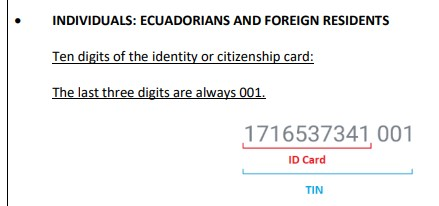 • INDIVIDUALS: ECUADORIANS AND FOREIGN RESIDENTS
Ten digits of the identity or citizenship card:
The last three digits are always 001.
1716537341 001
ID Card
TIN